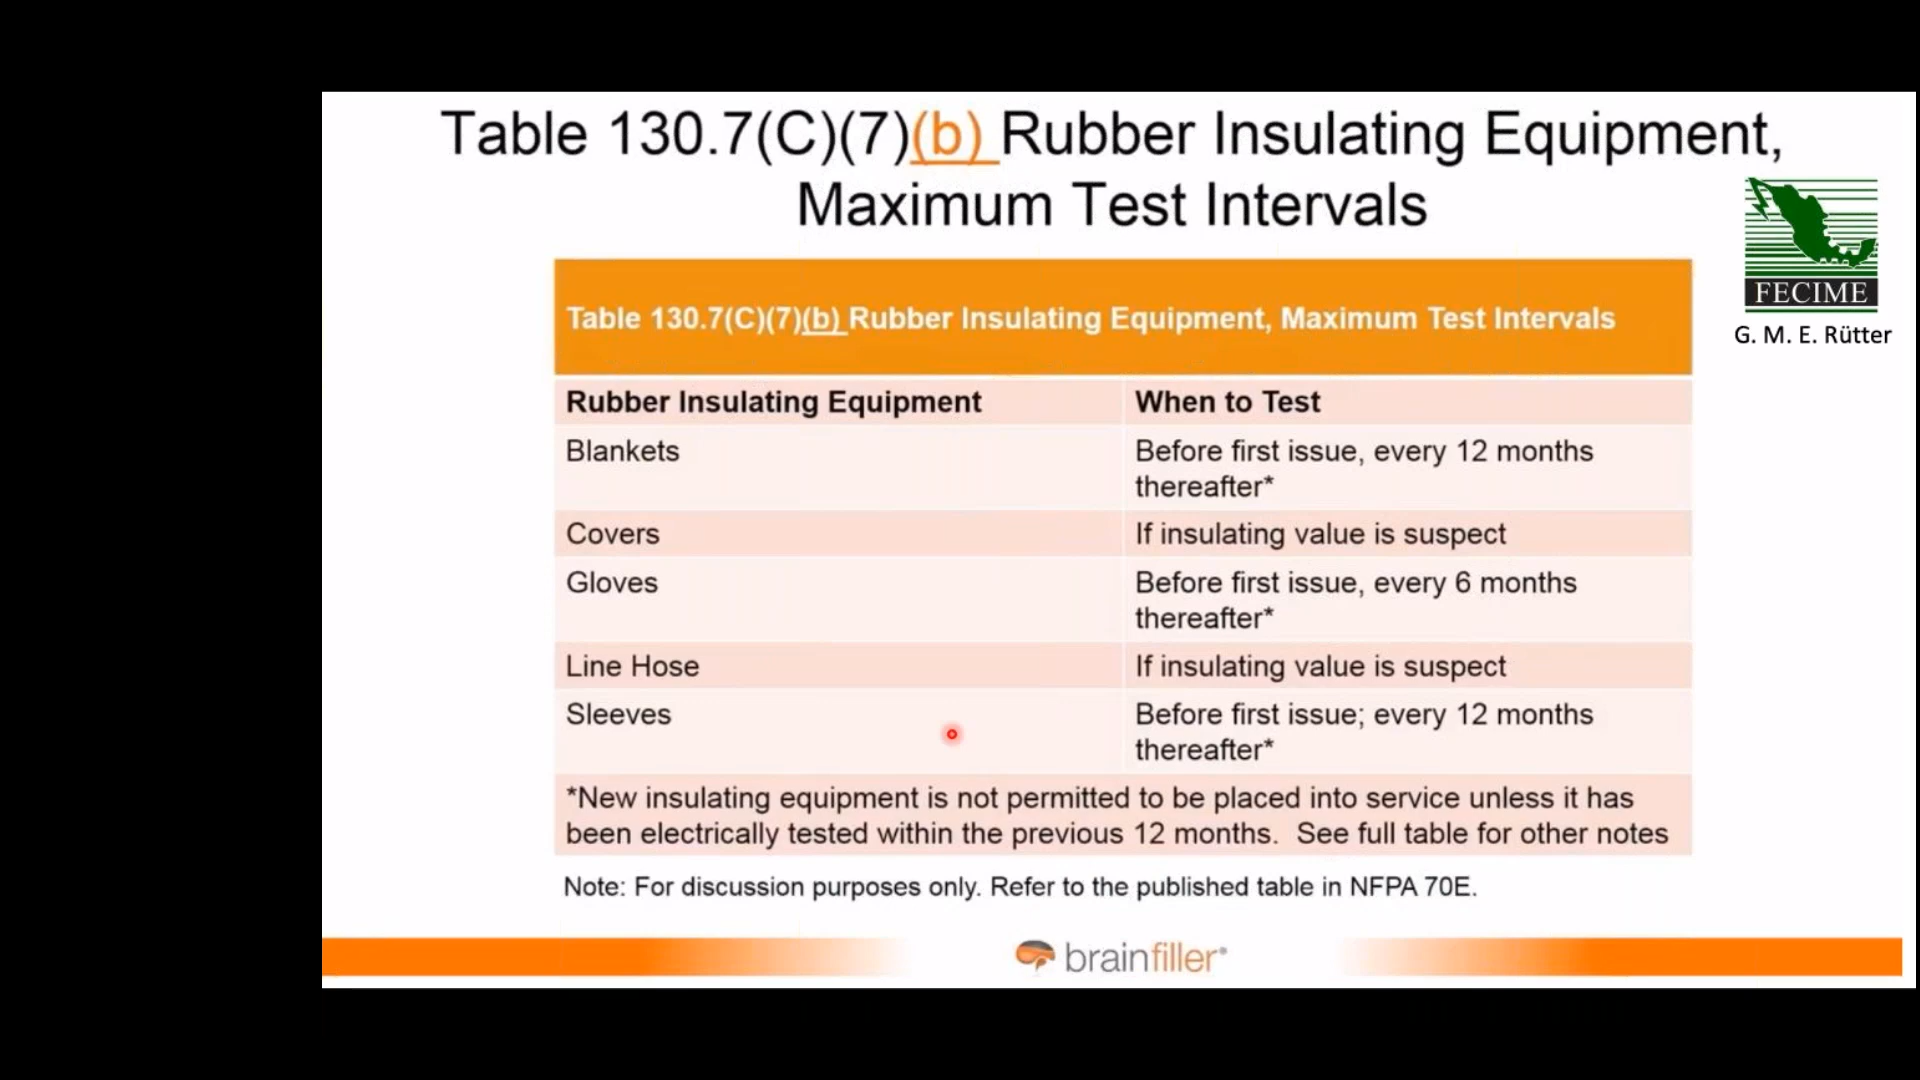 Table 130.7(C)(7)(b) Rubber Insulating Equipment,
Maximum Test Intervals
FECIME
G. M. E. Rütter
Table 130.7(C)(7)(b) Rubber Insulating Equipment, Maximum Test Intervals
Rubber Insulating Equipment When to Test
Blankets Before first issue, every 12 months
thereafter*
Covers If insulating value is suspect
Gloves Before first issue, every 6 months
thereafter*
Line Hose If insulating value is suspect
Sleeves Before first issue; every 12 months
thereafter*
*New insulating equipment is not permitted to be placed into service unless it has
been electrically tested within the previous 12 months. See full table for other notes
Note: For discussion purposes only. Refer to the published table in NFPA 70E.
brainfiller®